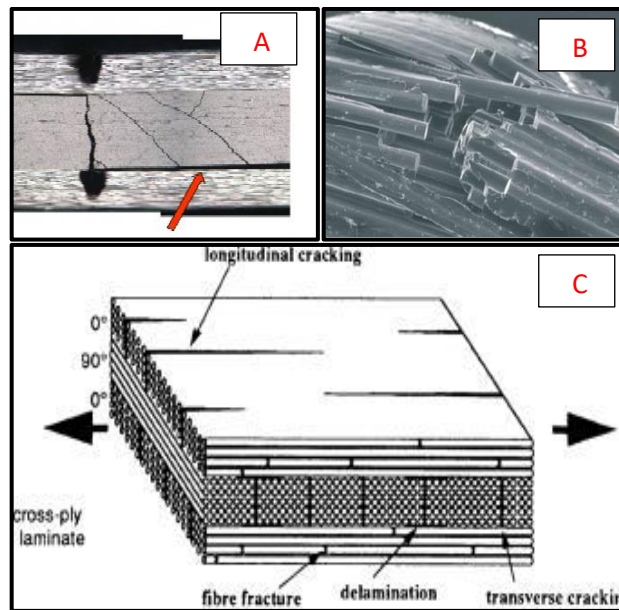 A
B
C
longitudinal cracking
0°
90°
0°
cross-ply
laminate
fibre fracture
delamination
transverse crackin